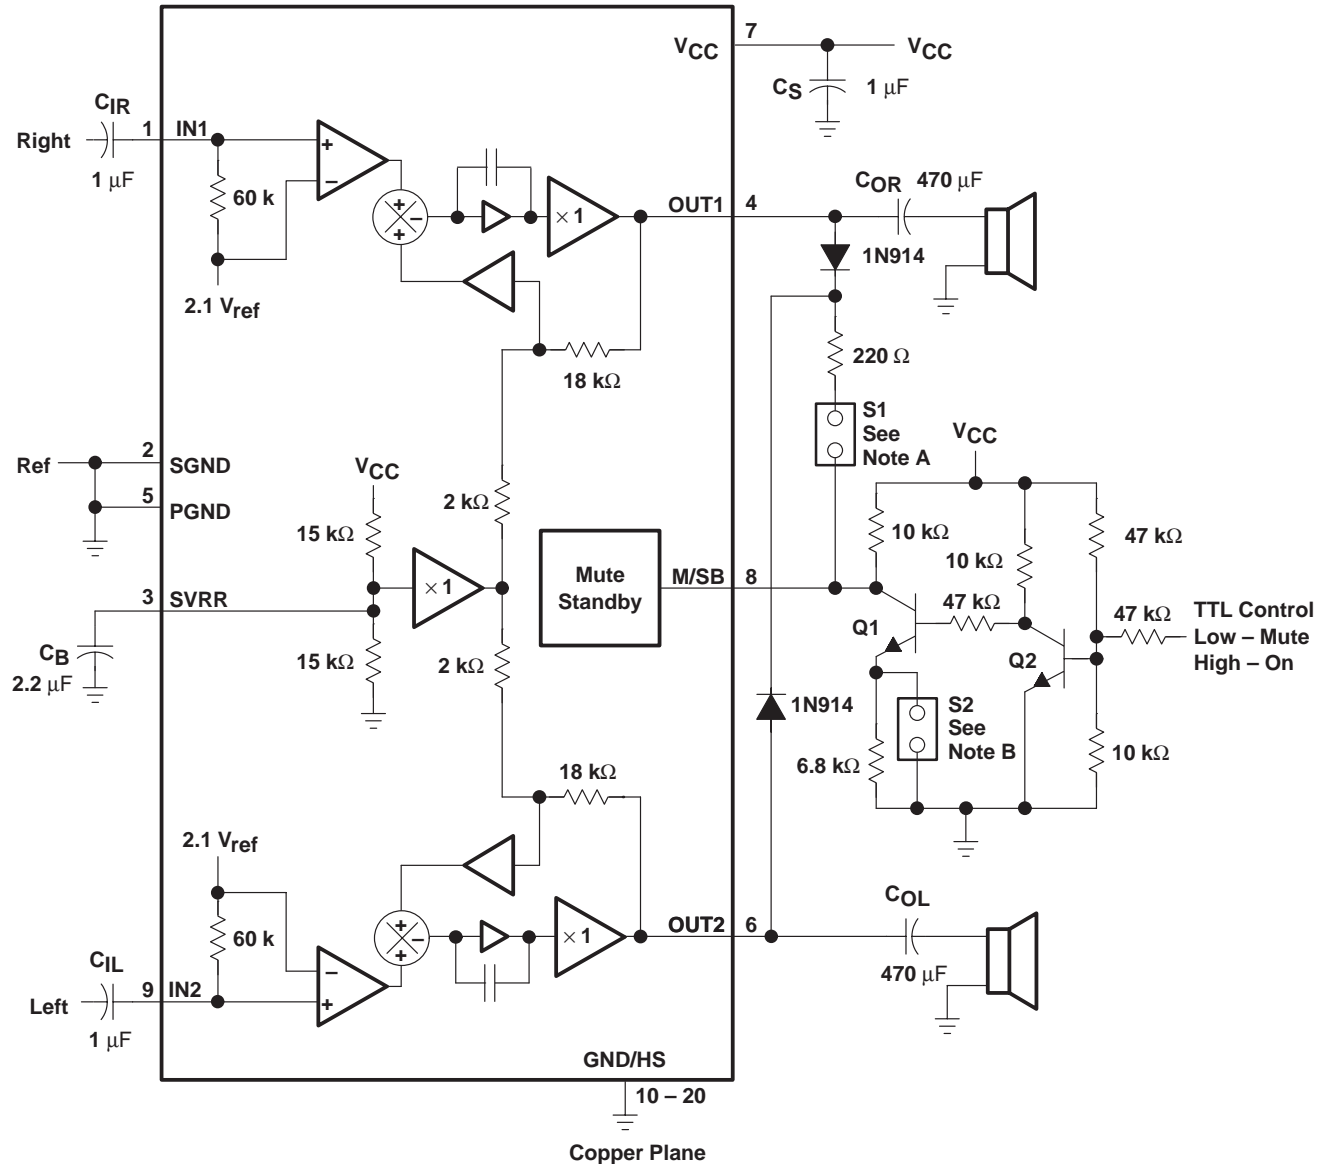 VCC
7
VCC
CS
1 μF
CIR
Right
1
IN1
1 μF
+
−
60 k
2.1 Vref
+
−
+
× 1
OUT1
4
COR
470 μF
1N914
18 kΩ
220 Ω
S1
See
Note A
Ref
2
SGND
5
PGND
VCC
15 kΩ
2 kΩ
× 1
3
SVRR
CB
2.2 μF
15 kΩ
2 kΩ
Mute
Standby
M/SB
8
VCC
10 kΩ
10 kΩ
47 kΩ
47 kΩ
47 kΩ
TTL Control
Low – Mute
High – On
Q1
Q2
1N914
S2
See
Note B
6.8 kΩ
10 kΩ
18 kΩ
2.1 Vref
60 k
+
−
+
× 1
OUT2
6
COL
470 μF
CIL
Left
9
IN2
1 μF
−
+
GND/HS
10 – 20
Copper Plane